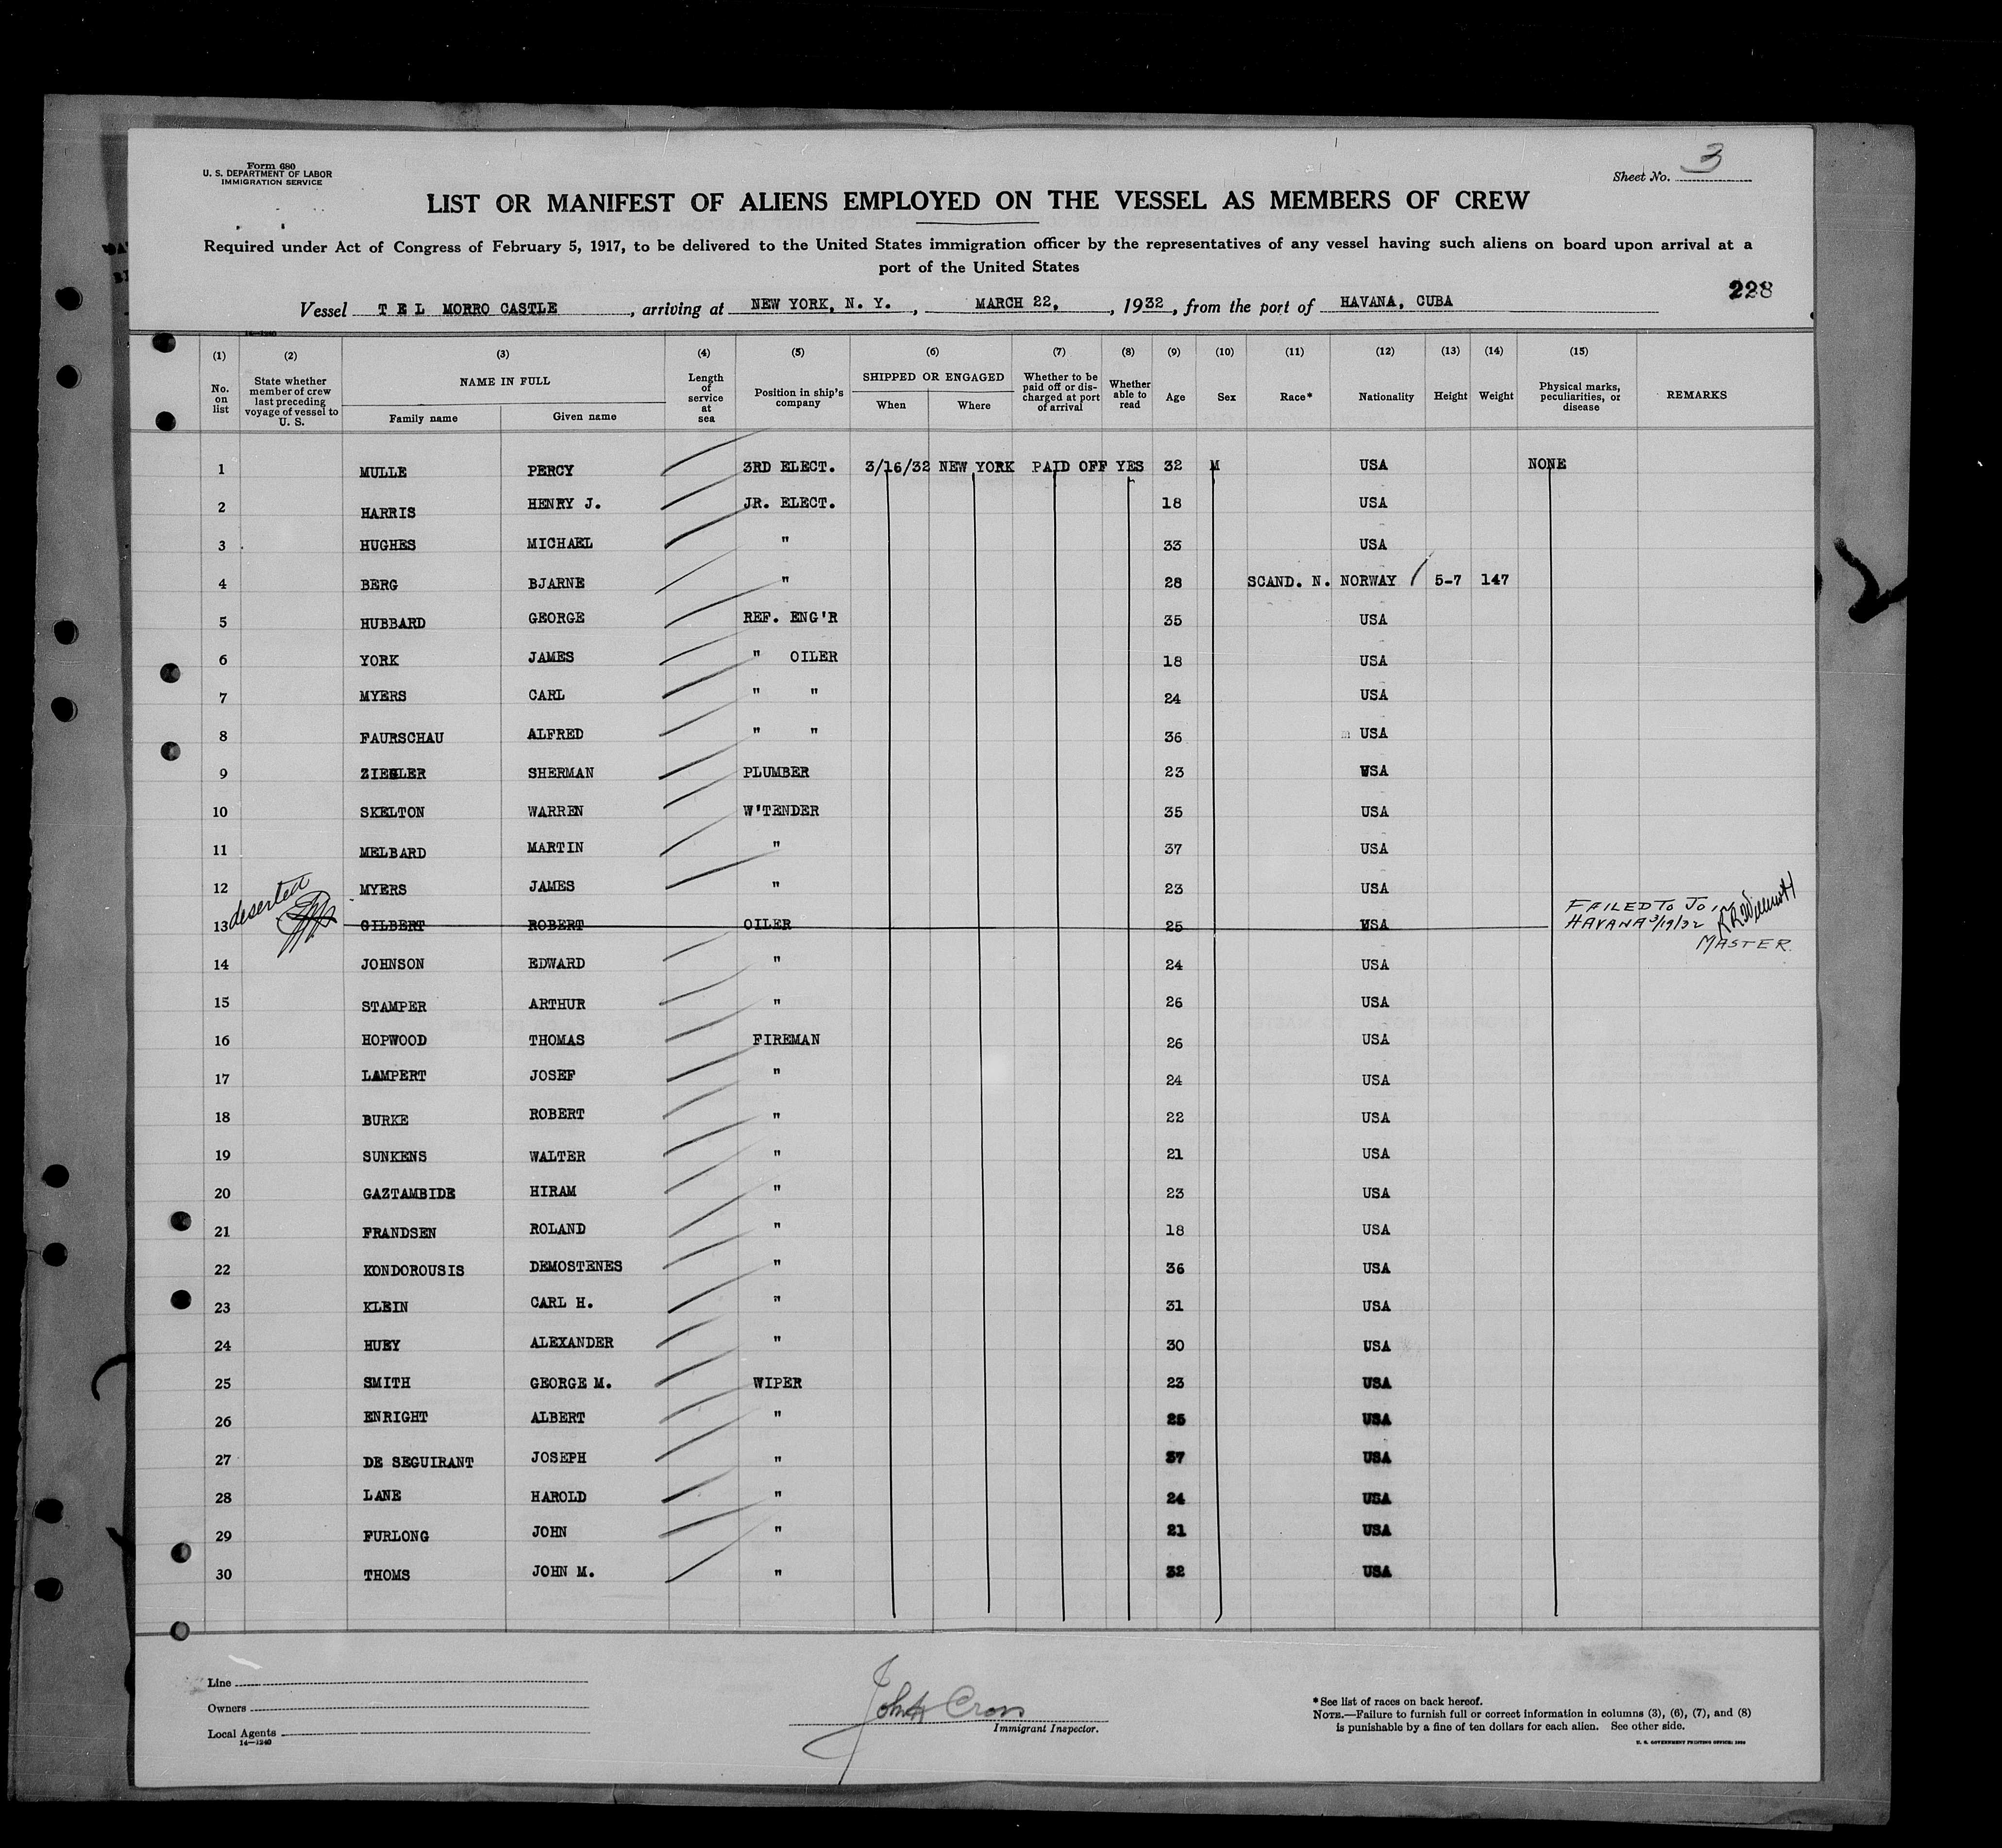 Form 680
U. S. DEPARTMENT OF LABOR
IMMIGRATION SERVICE
Sheet No. 3
LIST OR MANIFEST OF ALIENS EMPLOYED ON THE VESSEL AS MEMBERS OF CREW
Required under Act of Congress of February 5, 1917, to be delivered to the United States immigration officer by the representatives of any vessel having such aliens on board upon arrival at a
port of the United States
228
Vessel T E L MORRO CASTLE, arriving at NEW YORK, N. Y., MARCH 22, , 1932, from the port of HAVANA, CUBA
14—1240
(1) (2) (3) (4) (5) (6) (7) (8) (9) (10) (11) (12) (13) (14) (15)
No. on list State whether member of crew last preceding voyage of vessel to U. S. NAME IN FULL Family name Given name Length of service at sea Position in ship's company SHIPPED OR ENGAGED When Where Whether to be paid off or discharged at port of arrival Whether able to read Age Sex Race* Nationality Height Weight Physical marks, peculiarities, or disease REMARKS
1 MULLE PERCY 3RD ELECT. 3/16/32 NEW YORK PAID OFF YES 32 M USA NONE
2 HARRIS HENRY J. JR. ELECT. 18 USA
3 HUGHES MICHAEL " 33 USA
4 BERG BJARNE " 28 SCAND. N. NORWAY / 5-7 147
5 HUBBARD GEORGE REF. ENG'R 35 USA
6 YORK JAMES " OILER 18 USA
7 MYERS CARL " " 24 USA
8 FAURSCHAU ALFRED " " 36 USA
9 ZIEGLER SHERMAN PLUMBER 23 USA
10 SKELTON WARREN W'TENDER 35 USA
11 MELBARD MARTIN " 37 USA
12 MYERS JAMES " 23 USA
13 deserted GILBERT ROBERT OILER 25 USA FAILED TO JOIN
HAVANA 3/19/32
MASTER
14 JOHNSON EDWARD " 24 USA
15 STAMPER ARTHUR " 26 USA
16 HOPWOOD THOMAS FIREMAN 26 USA
17 LAMPERT JOSEF " 24 USA
18 BURKE ROBERT " 22 USA
19 SUNKENS WALTER " 21 USA
20 GAZTAMBIDE HIRAM " 23 USA
21 FRANDSEN ROLAND " 18 USA
22 KONDOROUSIS DEMOSTENES " 36 USA
23 KLEIN CARL H. " 31 USA
24 HUEY ALEXANDER " 30 USA
25 SMITH GEORGE M. WIPER 23 USA
26 ENRIGHT ALBERT " 25 USA
27 DE SEGUIRANT JOSEPH " 37 USA
28 LANE HAROLD " 24 USA
29 FURLONG JOHN " 21 USA
30 THOMS JOHN M. " 32 USA
Line
Owners
Local Agents
14—1240
John Cross
Immigrant Inspector.
*See list of races on back hereof.
NOTE.—Failure to furnish full or correct information in columns (3), (6), (7), and (8)
is punishable by a fine of ten dollars for each alien. See other side.